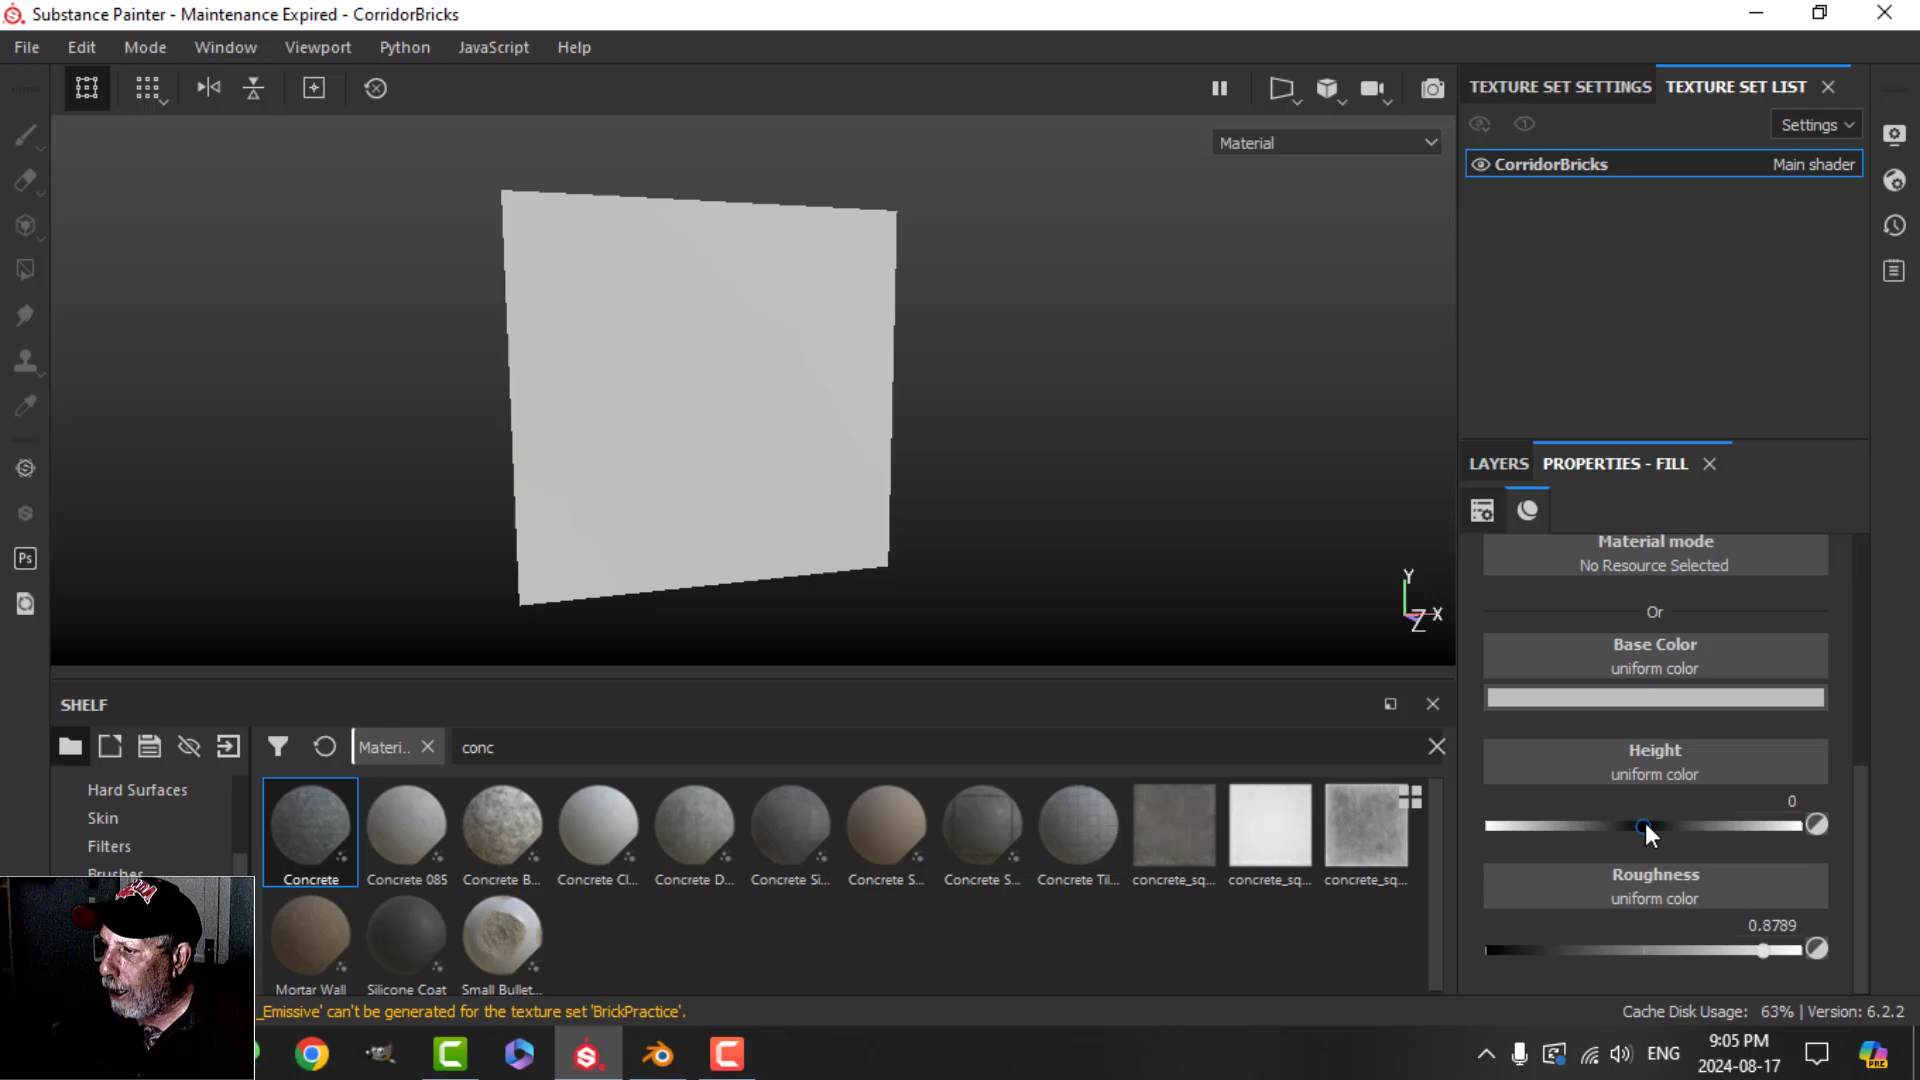 Substance Painter - Maintenance Expired - CorridorBricks
File Edit Mode Window Viewport Python JavaScript Help
TEXTURE SET SETTINGS TEXTURE SET LIST
Settings
Material
CorridorBricks Main shader
LAYERS PROPERTIES - FILL
Material mode
No Resource Selected
Or
Base Color
uniform color
Height
uniform color
0
Roughness
uniform color
0.8789
Y
X
Z
Ps
SHELF
Materi.. conc
Hard Surfaces
Skin
Filters
Brushes
Concrete Concrete 085 Concrete B... Concrete Cl... Concrete D... Concrete Si... Concrete S... Concrete S... Concrete Til... concrete_sq... concrete_sq... concrete_sq...
Mortar Wall Silicone Coat Small Bullet...
_Emissive' can't be generated for the texture set 'BrickPractice'.
Cache Disk Usage: 63% | Version: 6.2.2
ENG
9:05 PM
2024-08-17